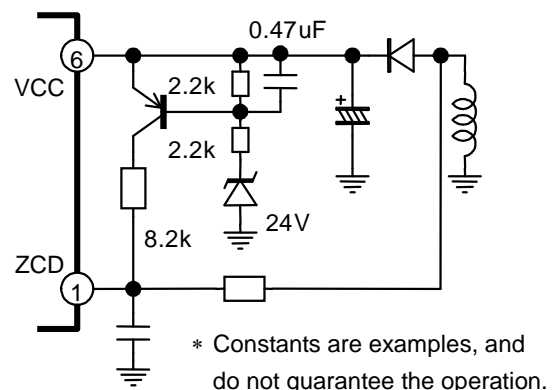 0.47uF
6
VCC
2.2k
2.2k
24V
8.2k
ZCD
1
+
* Constants are examples, and
do not guarantee the operation.